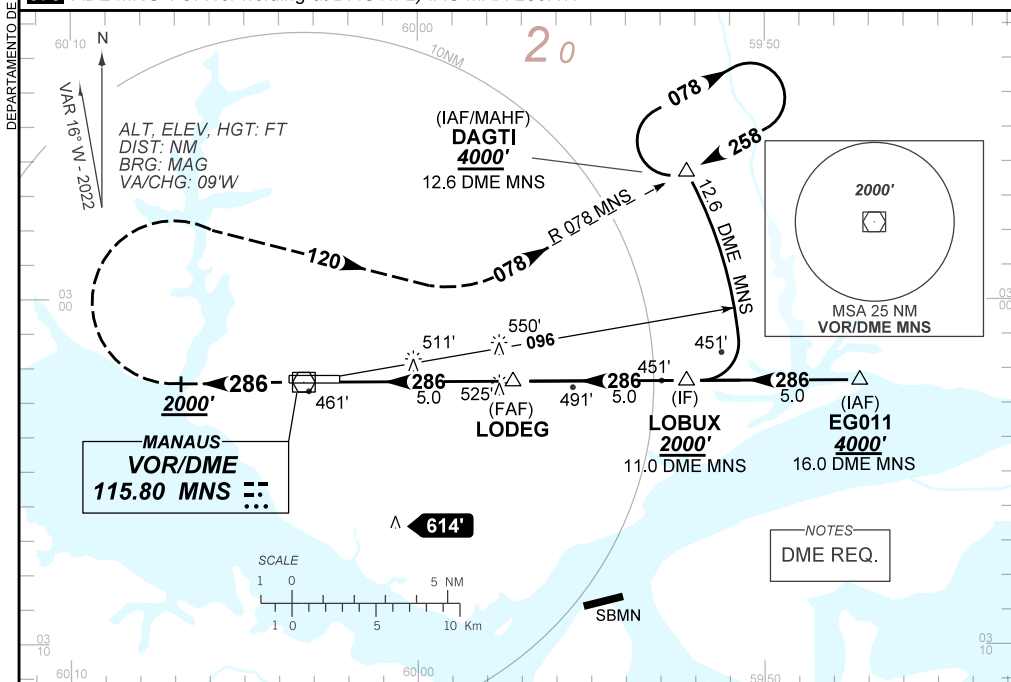 DEPARTAMENTO DE
60 10
60 00
59 50
N
VAR 16° W - 2022
ALT, ELEV, HGT: FT
DIST: NM
BRG: MAG
VA/CHG: 09'W
10NM
20
(IAF/MAHF)
DAGTI
4000'
12.6 DME MNS
078
258
2000'
MSA 25 NM
VOR/DME MNS
R 078 MNS
12.6 DME MNS
120
078
03 00
03 00
511'
550'
096
451'
451'
286
2000'
461'
286
5.0
525'
(FAF)
LODEG
491'
286
5.0
(IF)
LOBUX
2000'
11.0 DME MNS
286
5.0
(IAF)
EG011
4000'
16.0 DME MNS
MANAUS
VOR/DME
115.80 MNS
614'
NOTES
DME REQ.
SCALE
1 0 5 NM
1 0 5 10 Km
SBMN
03 10
03 10
60 10
60 00
59 50